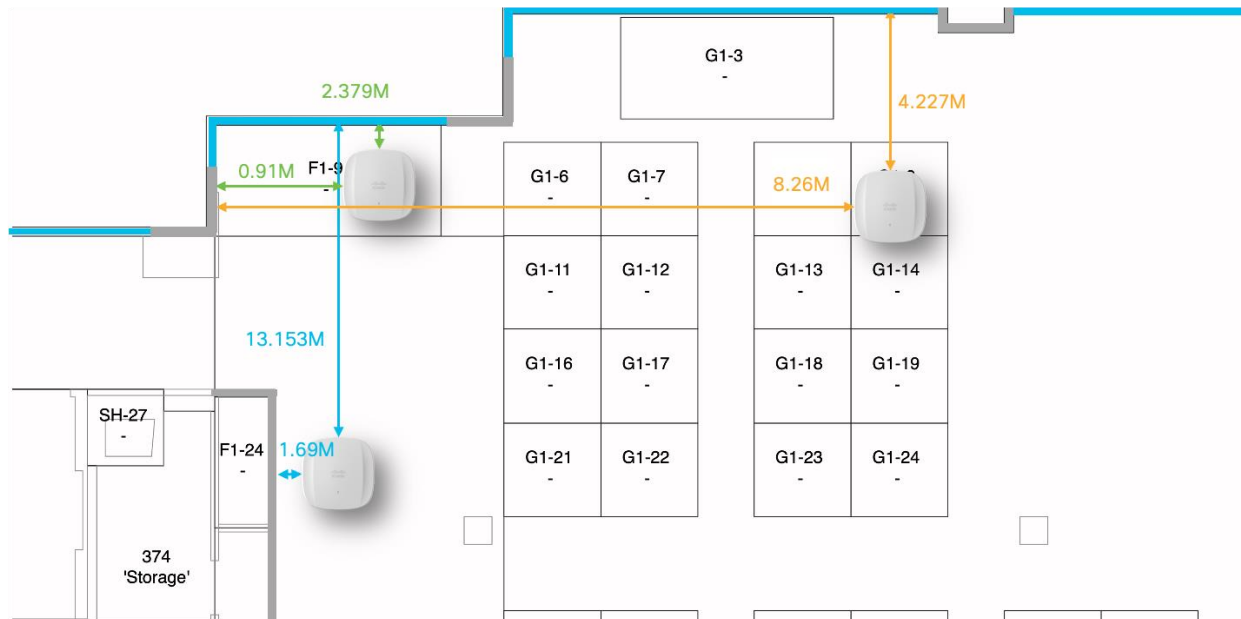 G1-3
-
2.379M
4.227M
0.91M
F1-9
-
G1-6
-
G1-7
-
8.26M
G1-11
-
G1-12
-
G1-13
-
G1-14
-
13.153M
G1-16
-
G1-17
-
G1-18
-
G1-19
-
SH-27
-
F1-24
-
1.69M
G1-21
-
G1-22
-
G1-23
-
G1-24
-
374
'Storage'